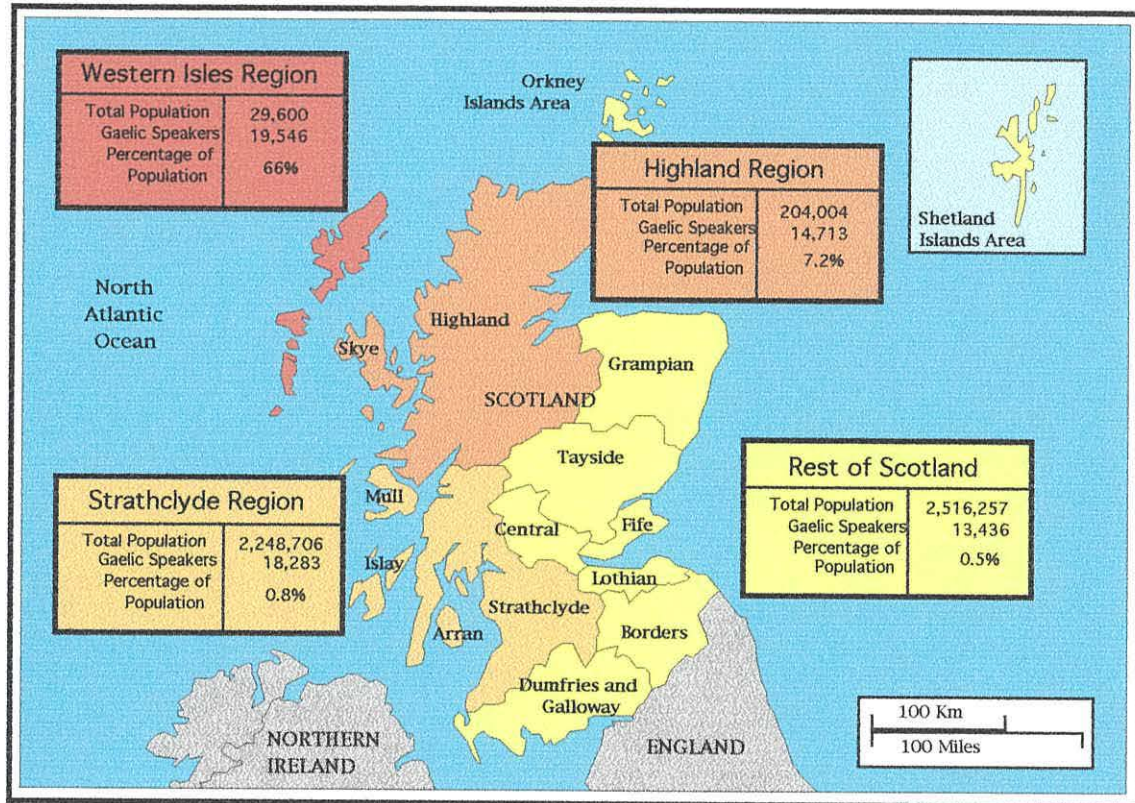 Western Isles Region
Total Population 29,600
Gaelic Speakers 19,546
Percentage of
Population 66%
Orkney
Islands Area
Highland Region
Total Population 204,004
Gaelic Speakers 14,713
Percentage of
Population 7.2%
Shetland
Islands Area
North
Atlantic
Ocean
Highland
Skye
Grampian
SCOTLAND
Tayside
Rest of Scotland
Total Population 2,516,257
Gaelic Speakers 13,436
Percentage of
Population 0.5%
Strathclyde Region
Total Population 2,248,706
Gaelic Speakers 18,283
Percentage of
Population 0.8%
Mull
Central
Fife
Islay
Lothian
Strathclyde
Arran
Borders
Dumfries and
Galloway
NORTHERN
IRELAND
ENGLAND
100 Km
100 Miles